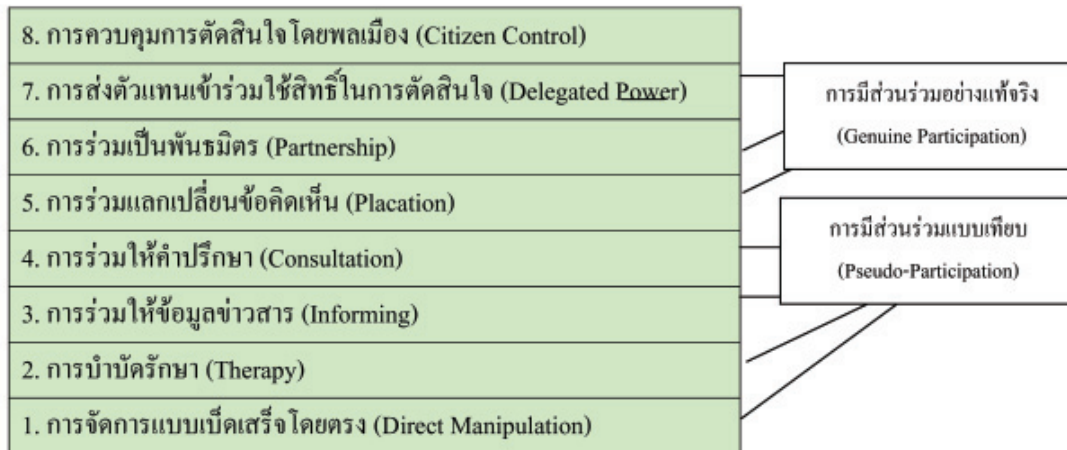 8. การควบคุมการตัดสินใจโดยพลเมือง (Citizen Control)
7. การส่งตัวแทนเข้าร่วมใช้สิทธิ์ในการตัดสินใจ (Delegated Power)
6. การร่วมเป็นพันธมิตร (Partnership)
5. การร่วมแลกเปลี่ยนข้อคิดเห็น (Placation)
4. การร่วมให้คำปรึกษา (Consultation)
3. การร่วมให้ข้อมูลข่าวสาร (Informing)
2. การบำบัดรักษา (Therapy)
1. การจัดการแบบเบ็ดเสร็จโดยตรง (Direct Manipulation)
การมีส่วนร่วมอย่างแท้จริง
(Genuine Participation)
การมีส่วนร่วมแบบเทียบ
(Pseudo-Participation)